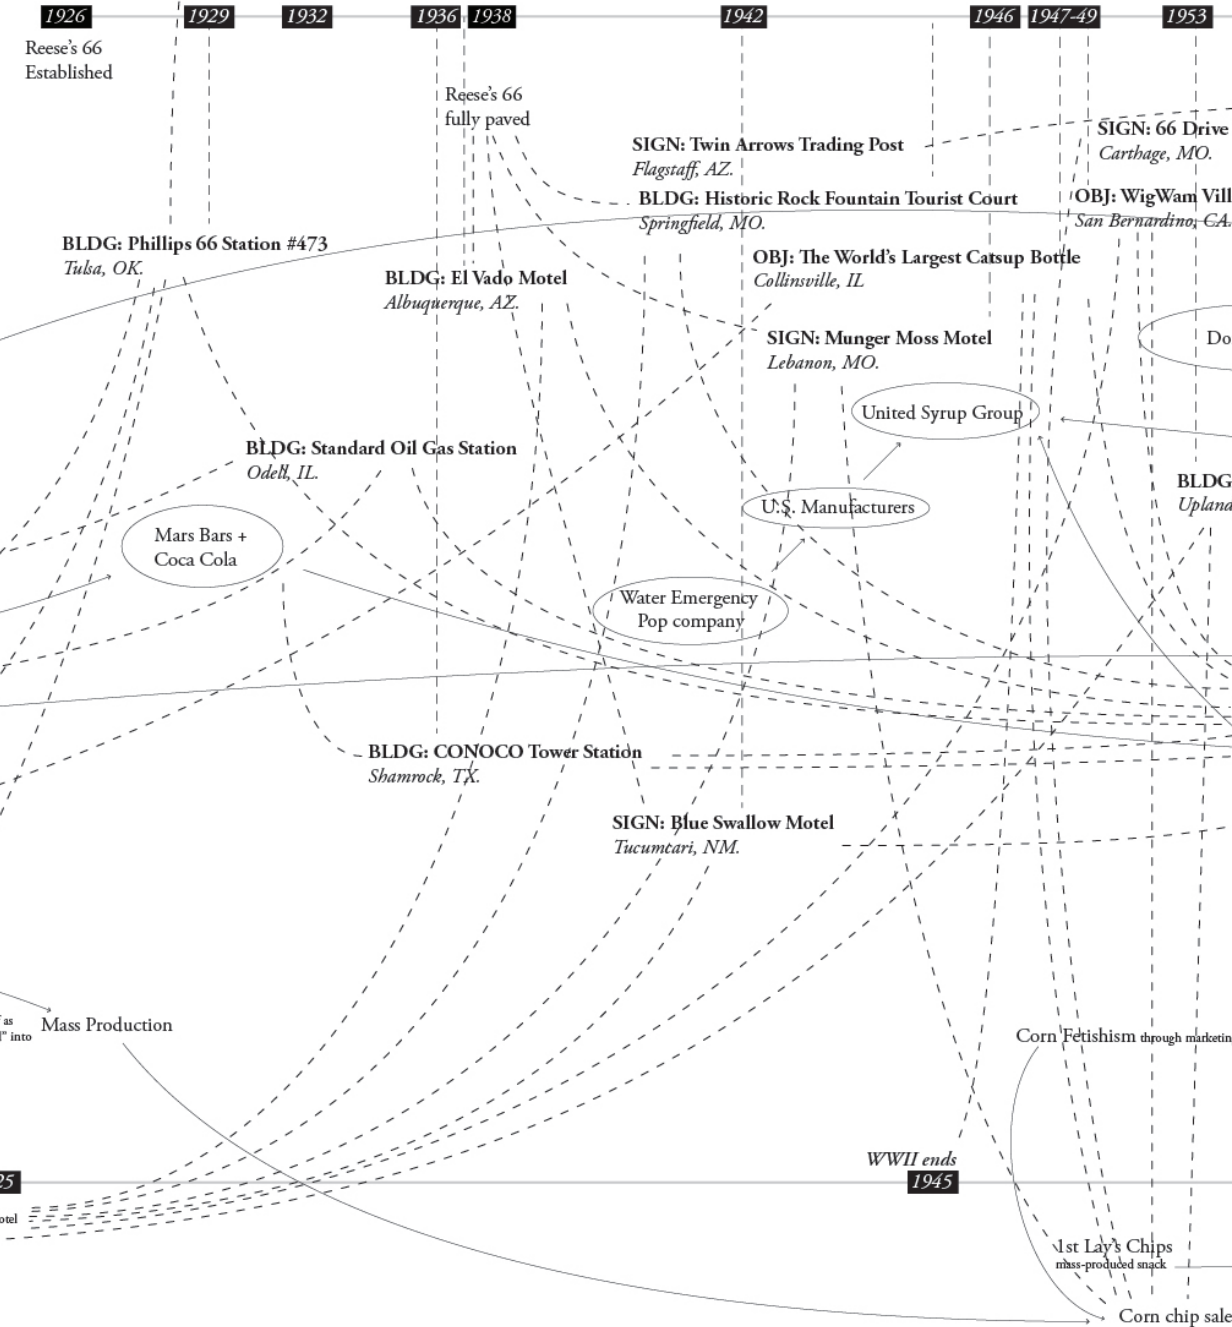 1926
1929
1932
1936
1938
1942
1946
1947-49
1953
Reese's 66
Established
Reese's 66
fully paved
SIGN: Twin Arrows Trading Post
Flagstaff, AZ.
SIGN: 66 Drive
Carthage, MO.
BLDG: Historic Rock Fountain Tourist Court
Springfield, MO.
OBJ: WigWam Vill
San Bernardino, CA.
BLDG: Phillips 66 Station #473
Tulsa, OK.
BLDG: El Vado Motel
Albuquerque, AZ.
OBJ: The World's Largest Catsup Bottle
Collinsville, IL
SIGN: Munger Moss Motel
Lebanon, MO.
Do
United Syrup Group
BLDG: Standard Oil Gas Station
Odell, IL.
BLDG
Upland
U.S. Manufacturers
Mars Bars +
Coca Cola
Water Emergency
Pop company
BLDG: CONOCO Tower Station
Shamrock, TX.
SIGN: Blue Swallow Motel
Tucumcari, NM.
as
" into
Mass Production
Corn Fetishism through marketin
WWII ends
25
1945
otel
1st Lay's Chips
mass-produced snack
Corn chip sale